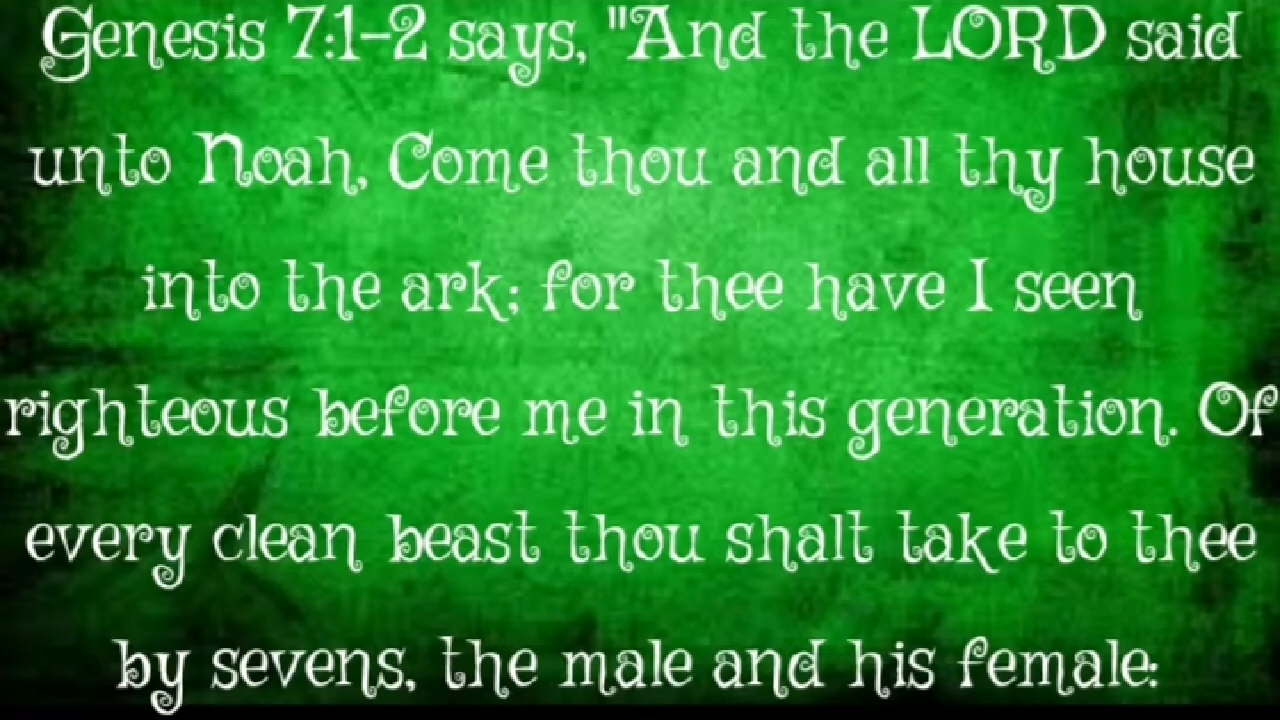 Genesis 7:1-2 says, "And the LORD said
unto Noah, Come thou and all thy house
into the ark; for thee have I seen
righteous before me in this generation. Of
every clean beast thou shalt take to thee
by sevens, the male and his female: